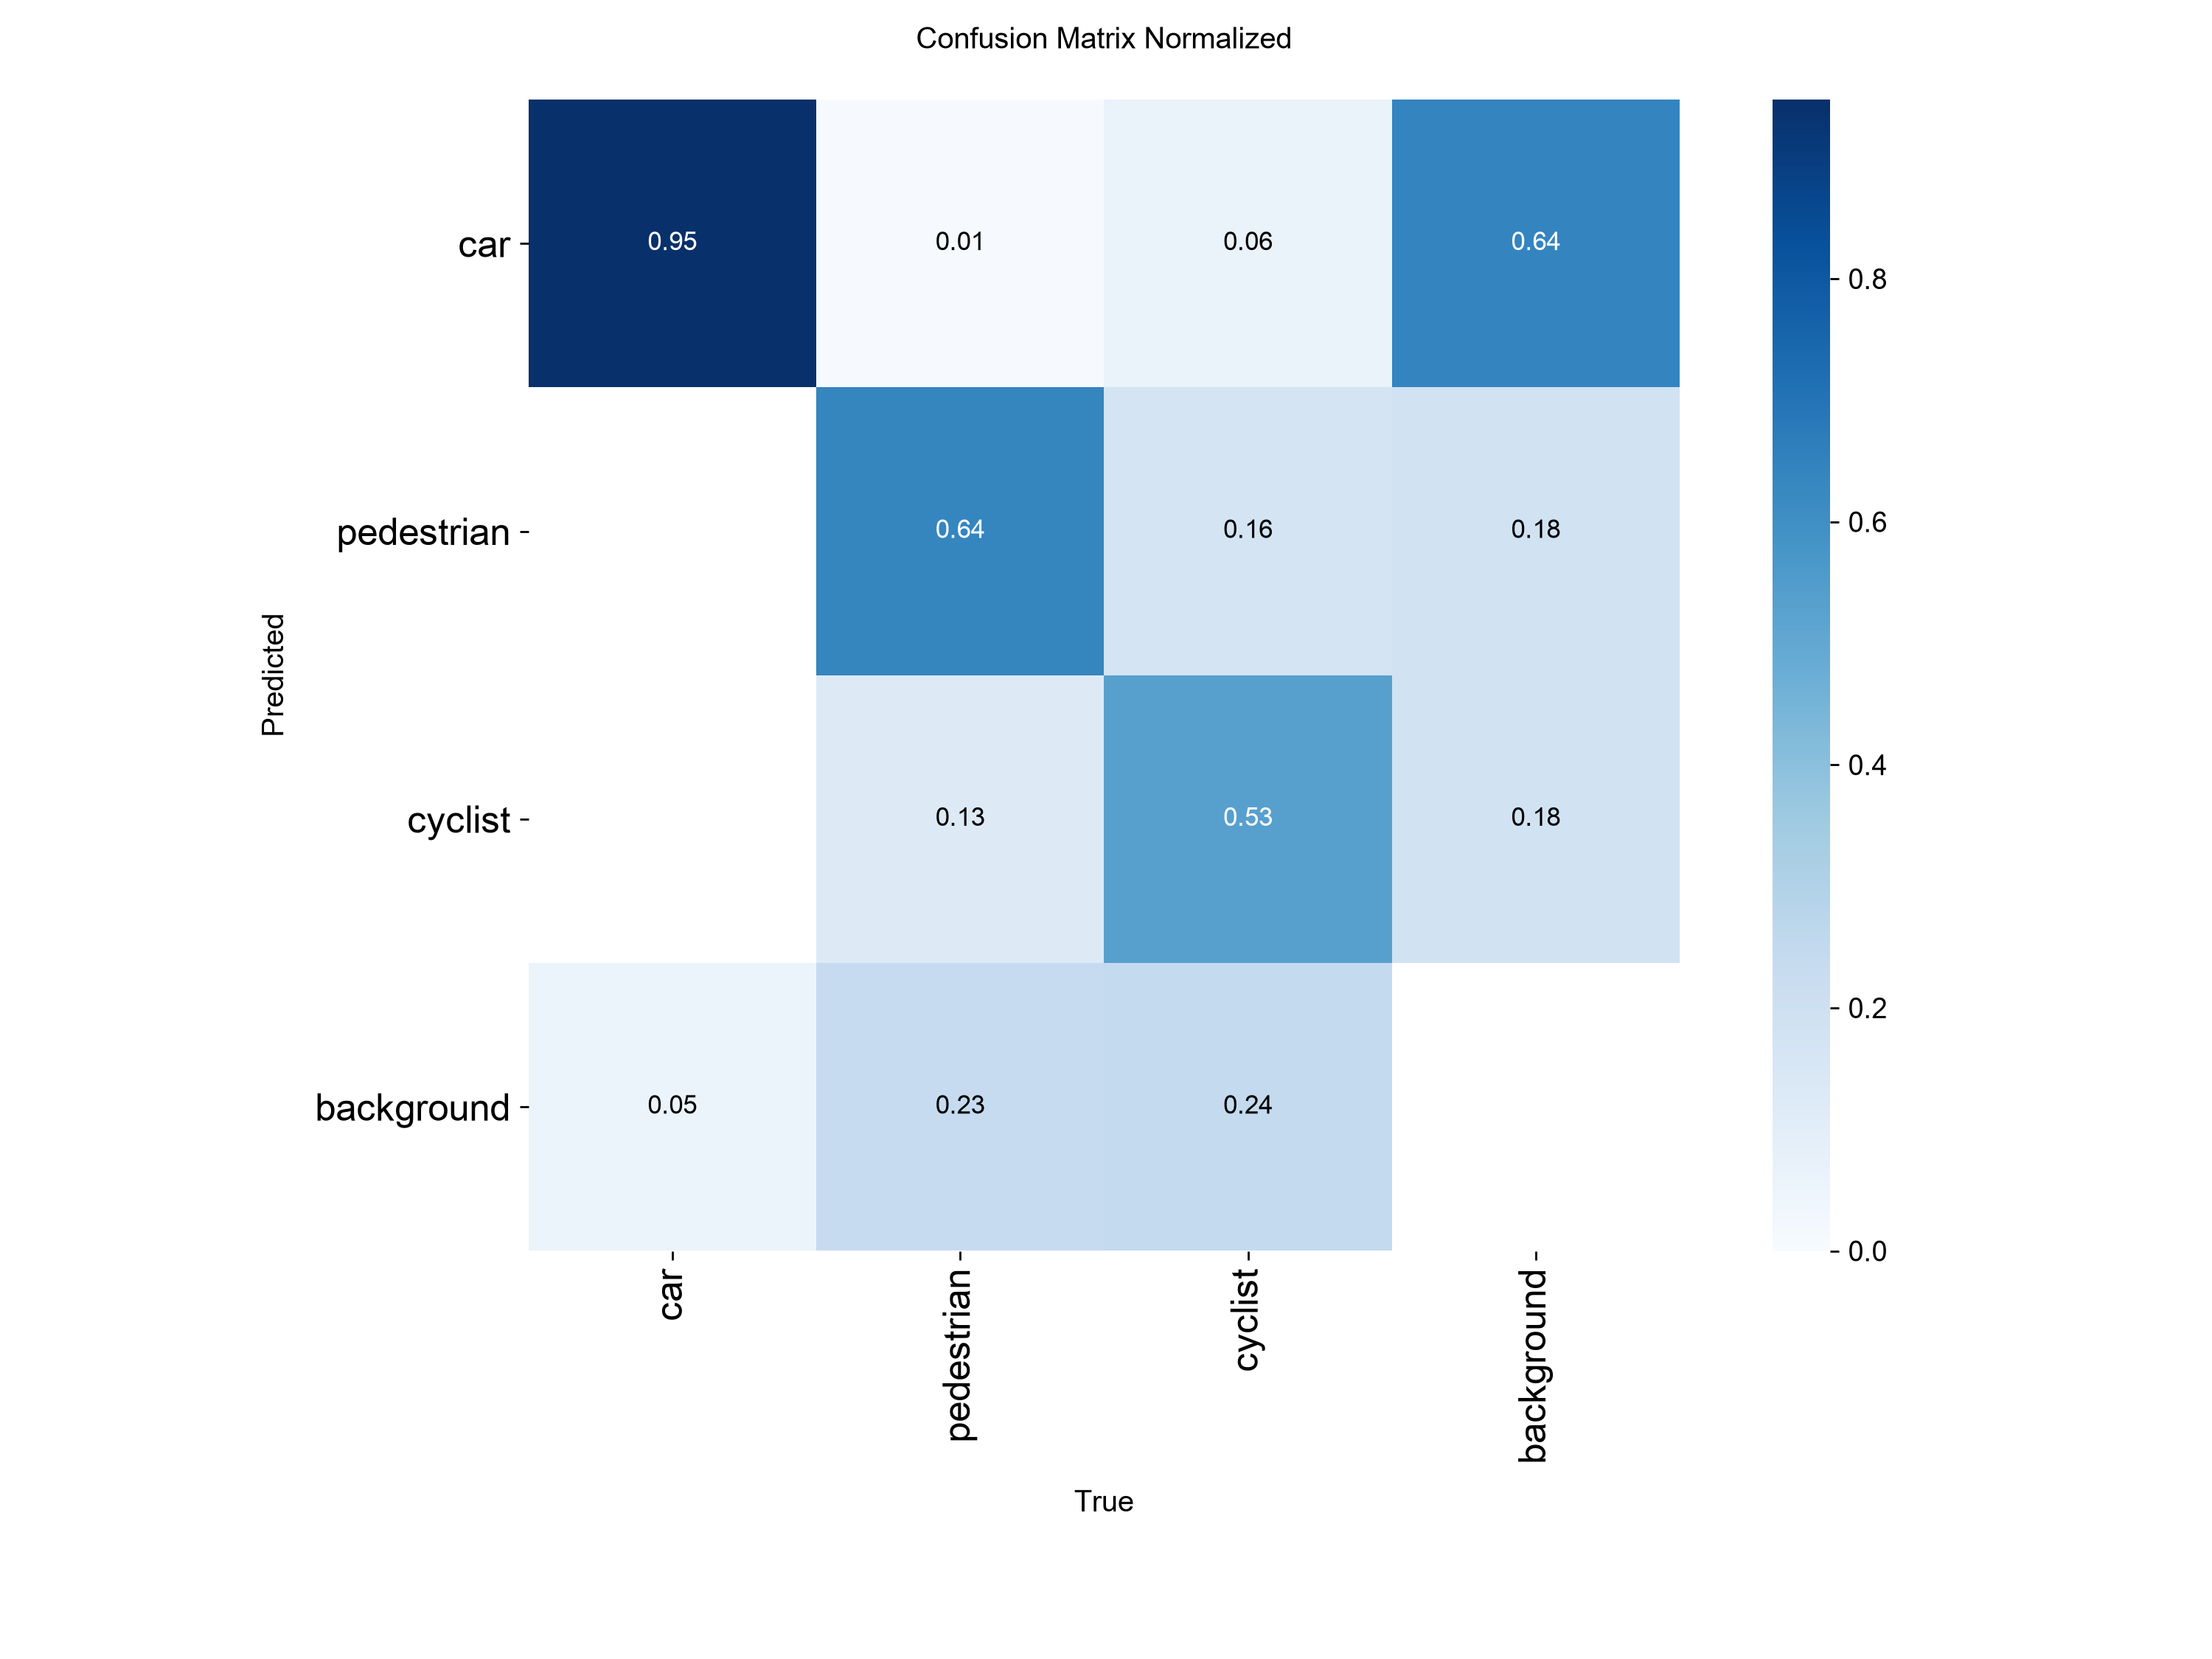 Confusion Matrix Normalized
car
0.95
0.01
0.06
0.64
pedestrian
0.64
0.16
0.18
cyclist
0.13
0.53
0.18
background
0.05
0.23
0.24
Predicted
car
pedestrian
cyclist
background
True
0.8
0.6
0.4
0.2
0.0